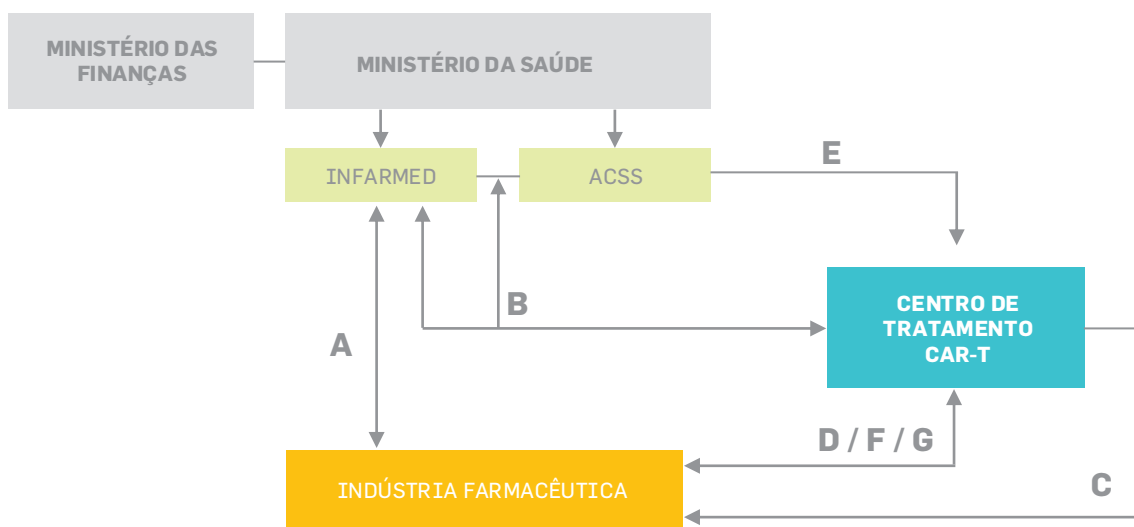 MINISTÉRIO DAS
FINANÇAS
MINISTÉRIO DA SAÚDE
INFARMED
ACSS
E
B
A
CENTRO DE
TRATAMENTO
CAR-T
D / F / G
INDÚSTRIA FARMACÊUTICA
C